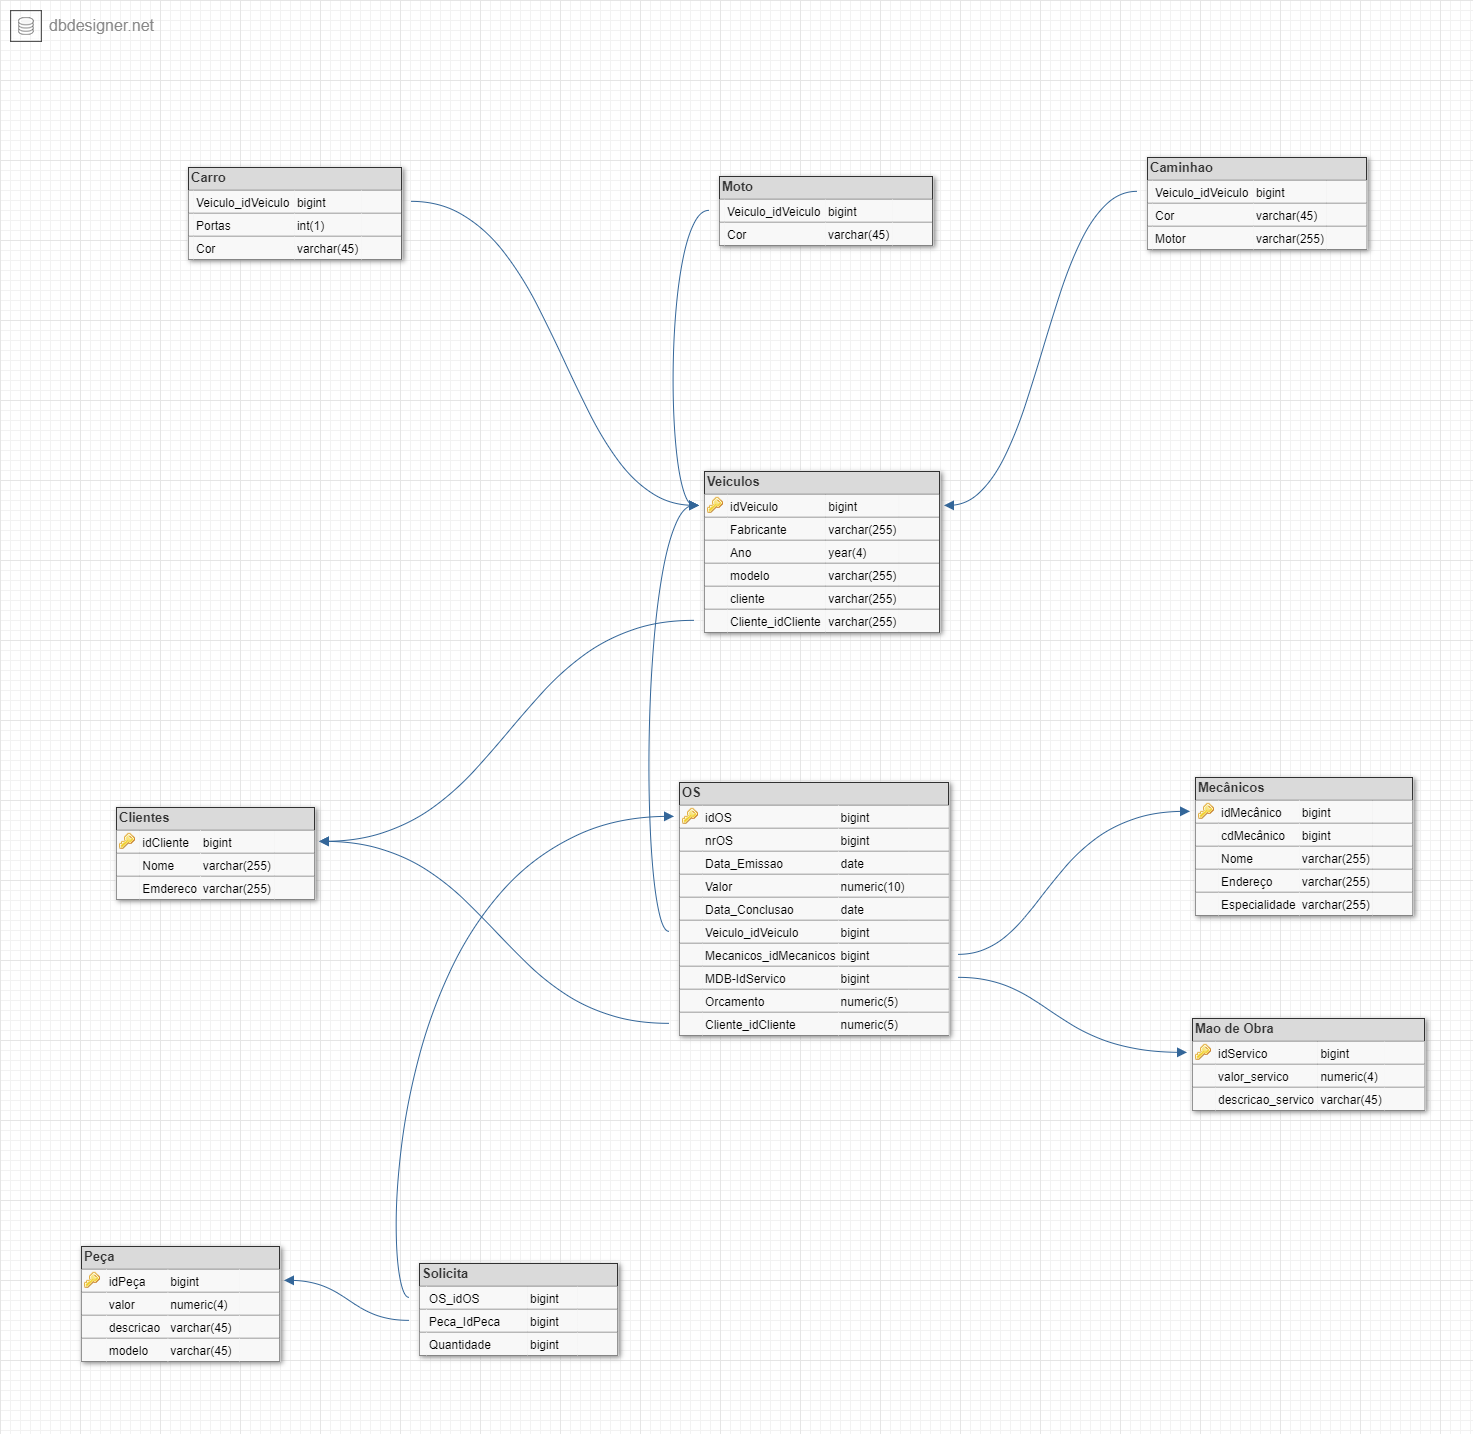 dbdesigner.net
Carro
Veiculo_idVeiculo bigint
Portas int(1)
Cor varchar(45)
Moto
Veiculo_idVeiculo bigint
Cor varchar(45)
Caminhao
Veiculo_idVeiculo bigint
Cor varchar(45)
Motor varchar(255)
Veiculos
idVeiculo bigint
Fabricante varchar(255)
Ano year(4)
modelo varchar(255)
cliente varchar(255)
Cliente_idCliente varchar(255)
Clientes
idCliente bigint
Nome varchar(255)
Emdereco varchar(255)
OS
idOS bigint
nrOS bigint
Data_Emissao date
Valor numeric(10)
Data_Conclusao date
Veiculo_idVeiculo bigint
Mecanicos_idMecanicos bigint
MDB-IdServico bigint
Orcamento numeric(5)
Cliente_idCliente numeric(5)
Mecânicos
idMecânico bigint
cdMecânico bigint
Nome varchar(255)
Endereço varchar(255)
Especialidade varchar(255)
Mao de Obra
idServico bigint
valor_servico numeric(4)
descricao_servico varchar(45)
Peça
idPeça bigint
valor numeric(4)
descricao varchar(45)
modelo varchar(45)
Solicita
OS_idOS bigint
Peca_IdPeca bigint
Quantidade bigint